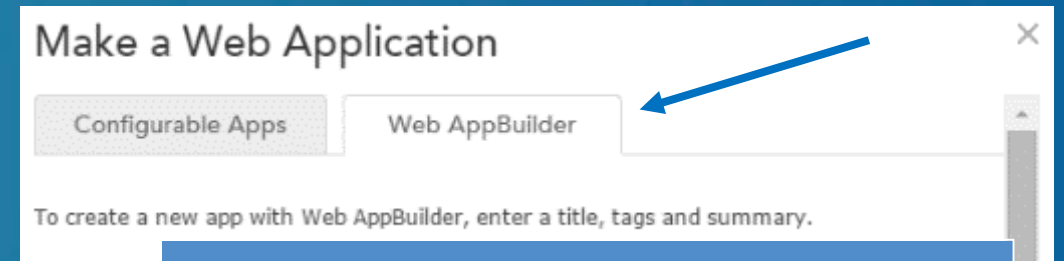 Make a Web Application
Configurable Apps
Web AppBuilder
To create a new app with Web AppBuilder, enter a title, tags and summary.